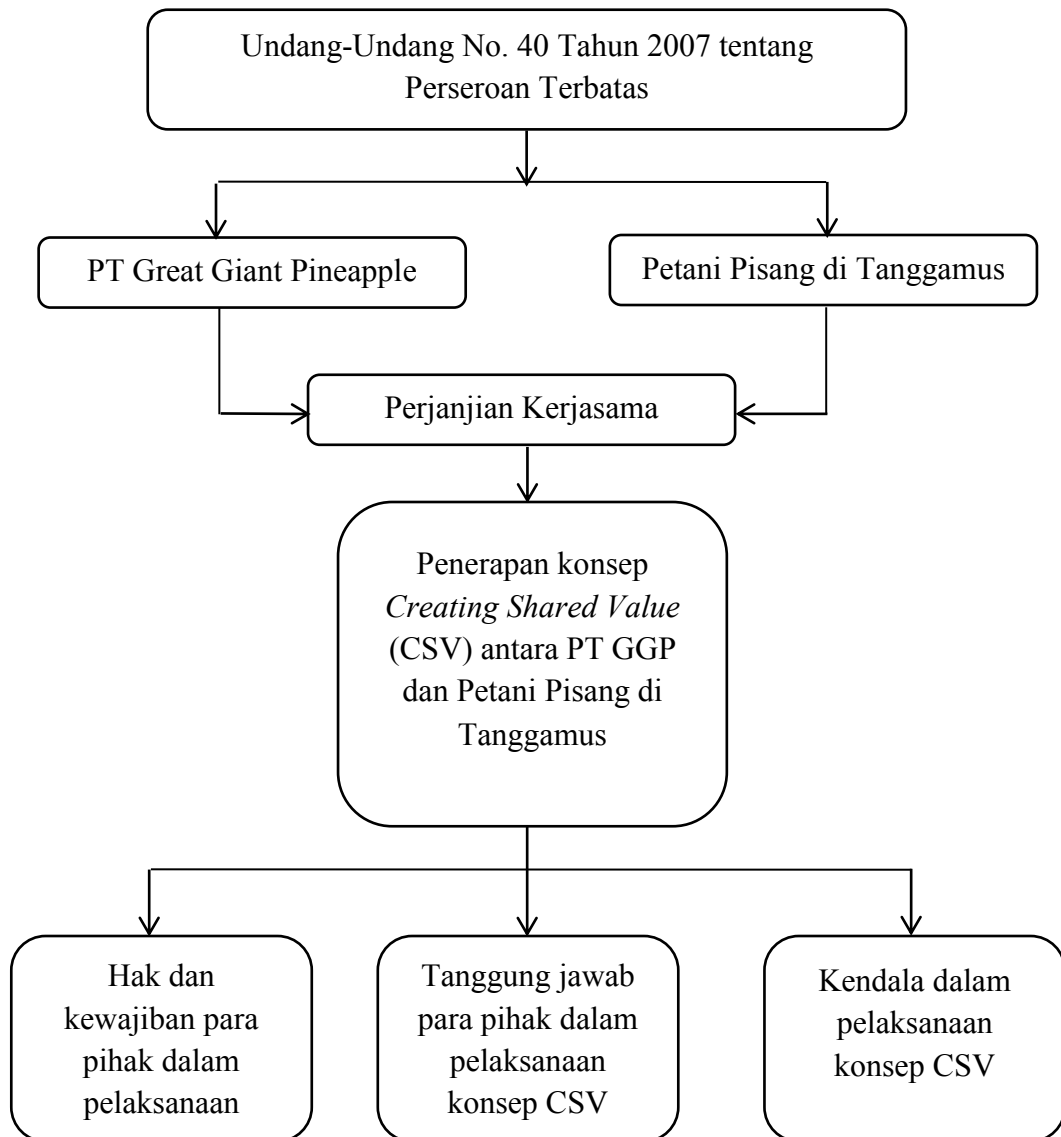 Undang-Undang No. 40 Tahun 2007 tentang
Perseroan Terbatas
PT Great Giant Pineapple
Petani Pisang di Tanggamus
Perjanjian Kerjasama
Penerapan konsep
Creating Shared Value
(CSV) antara PT GGP
dan Petani Pisang di
Tanggamus
Hak dan
kewajiban para
pihak dalam
pelaksanaan
Tanggung jawab
para pihak dalam
pelaksanaan
konsep CSV
Kendala dalam
pelaksanaan
konsep CSV